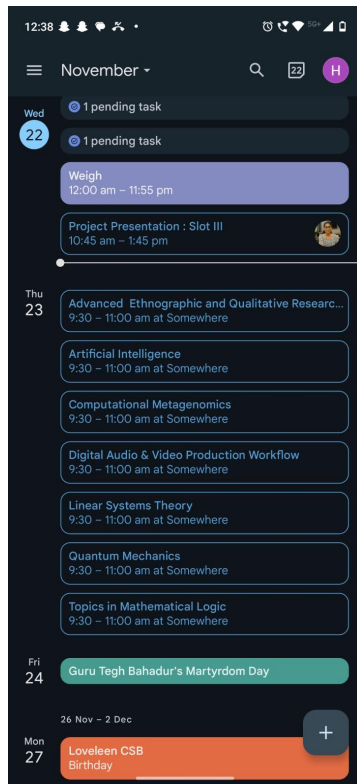 12:38
5G+
November
22
H
Wed
22
1 pending task
1 pending task
Weigh
12:00 am – 11:55 pm
Project Presentation : Slot III
10:45 am – 1:45 pm
Thu
23
Advanced Ethnographic and Qualitative Researc...
9:30 – 11:00 am at Somewhere
Artificial Intelligence
9:30 – 11:00 am at Somewhere
Computational Metagenomics
9:30 – 11:00 am at Somewhere
Digital Audio & Video Production Workflow
9:30 – 11:00 am at Somewhere
Linear Systems Theory
9:30 – 11:00 am at Somewhere
Quantum Mechanics
9:30 – 11:00 am at Somewhere
Topics in Mathematical Logic
9:30 – 11:00 am at Somewhere
Fri
24
Guru Tegh Bahadur's Martyrdom Day
26 Nov – 2 Dec
Mon
27
Loveleen CSB
Birthday